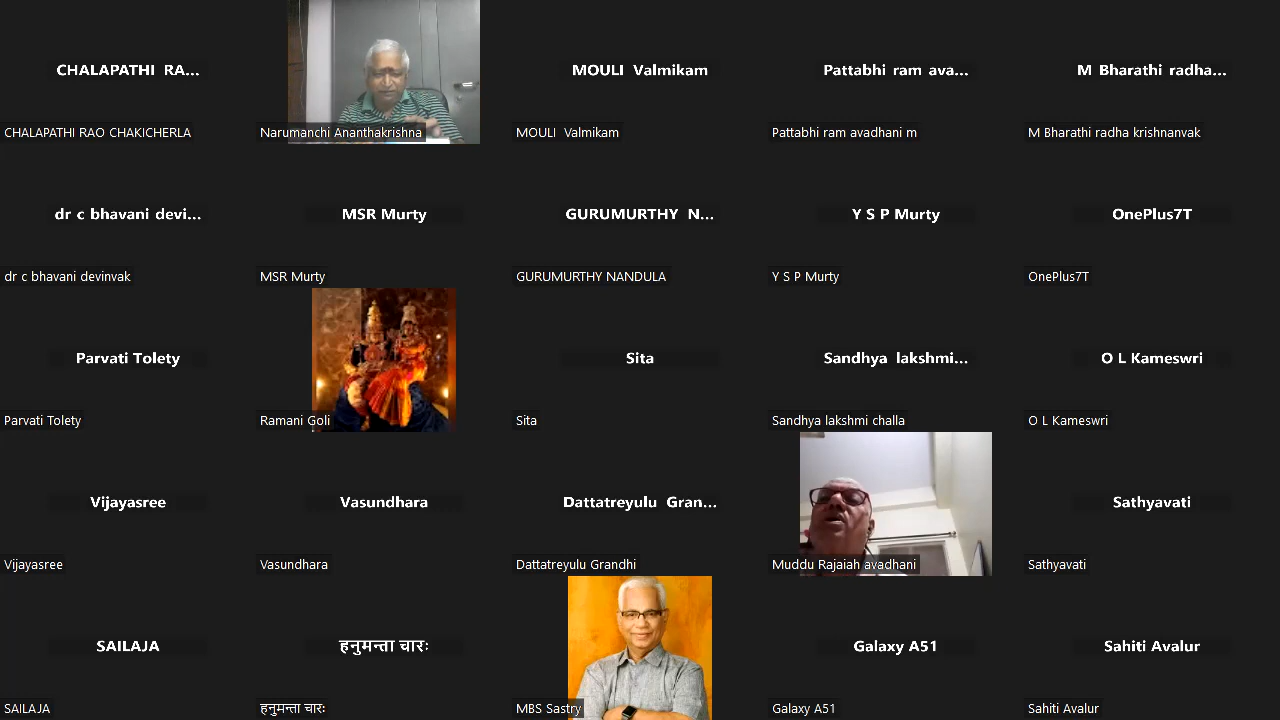 CHALAPATHI RA...
MOULI Valmikam
Pattabhi ram ava...
M Bharathi radha...
CHALAPATHI RAO CHAKICHERLA
Narumanchi Ananthakrishna
MOULI Valmikam
Pattabhi ram avadhani m
M Bharathi radha krishnanvak
dr c bhavani devi...
MSR Murty
GURUMURTHY N...
Y S P Murty
OnePlus7T
dr c bhavani devinvak
MSR Murty
GURUMURTHY NANDULA
Y S P Murty
OnePlus7T
Parvati Tolety
Sita
Sandhya lakshmi...
O L Kameswri
Parvati Tolety
Ramani Goli
Sita
Sandhya lakshmi challa
O L Kameswri
Vijayasree
Vasundhara
Dattatreyulu Gran...
Sathyavati
Vijayasree
Vasundhara
Dattatreyulu Grandhi
Muddu Rajaiah avadhani
Sathyavati
SAILAJA
हनुमन्ता चारः
Galaxy A51
Sahiti Avalur
SAILAJA
हनुमन्ता चारः
MBS Sastry
Galaxy A51
Sahiti Avalur